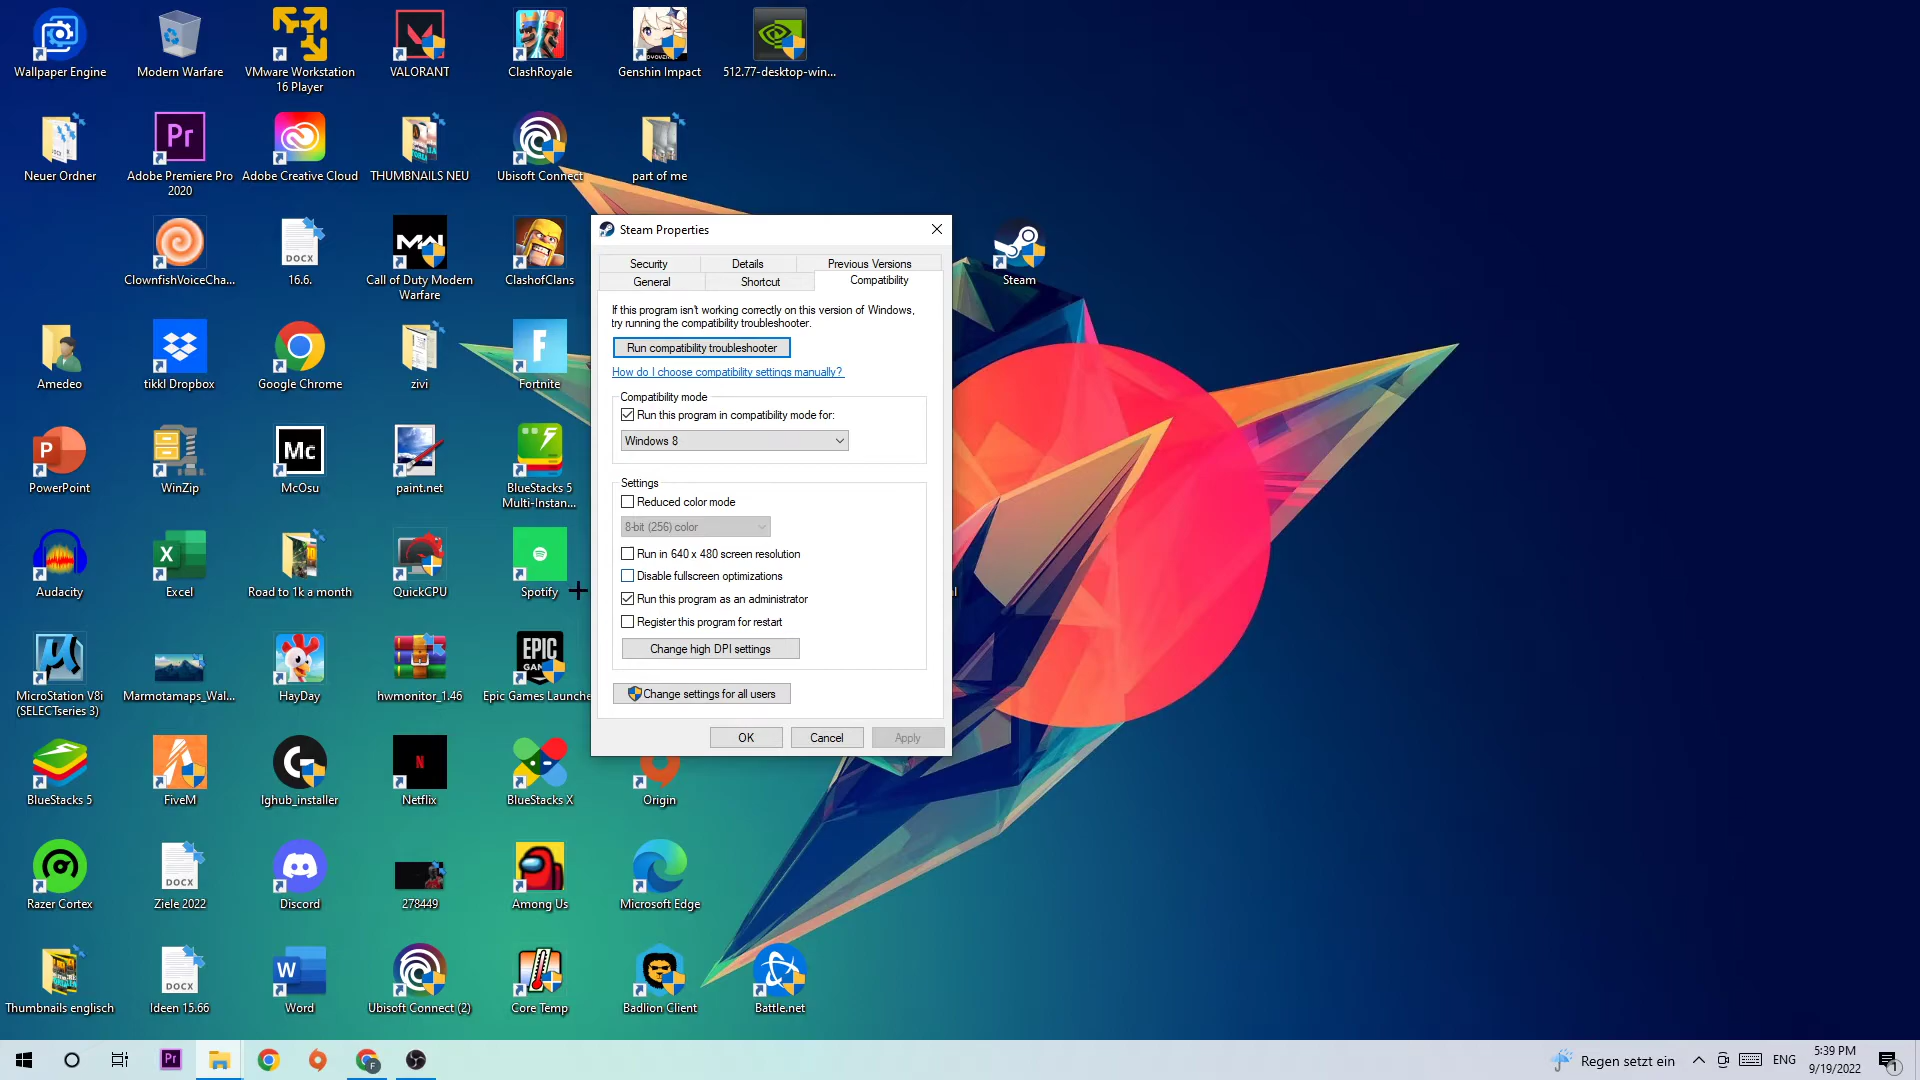 Wallpaper Engine
Modern Warfare
VMware Workstation
16 Player
VALORANT
ClashRoyale
Genshin Impact
512.77-desktop-win...
Neuer Ordner
Adobe Premiere Pro
2020
Adobe Creative Cloud
THUMBNAILS NEU
Ubisoft Connect
part of me
ClownfishVoiceCha...
16.6.
Call of Duty Modern
Warfare
ClashofClans
Steam
Amedeo
tikkl Dropbox
Google Chrome
zivi
Fortnite
PowerPoint
WinZip
McOsu
paint.net
BlueStacks 5
Multi-Instan...
Audacity
Excel
Road to 1k a month
QuickCPU
Spotify
MicroStation V8i
(SELECTseries 3)
Marmotamaps_Wal...
HayDay
hwmonitor_1.46
Epic Games Launche
BlueStacks 5
FiveM
lghub_installer
Netflix
BlueStacks X
Origin
Razer Cortex
Ziele 2022
Discord
278449
Among Us
Microsoft Edge
Thumbnails englisch
Ideen 15.66
Word
Ubisoft Connect (2)
Core Temp
Badlion Client
Battle.net
Steam Properties
Security
Details
Previous Versions
General
Shortcut
Compatibility
If this program isn't working correctly on this version of Windows,
try running the compatibility troubleshooter.
Run compatibility troubleshooter
How do I choose compatibility settings manually?
Compatibility mode
Run this program in compatibility mode for:
Windows 8
Settings
Reduced color mode
8-bit (256) color
Run in 640 x 480 screen resolution
Disable fullscreen optimizations
Run this program as an administrator
Register this program for restart
Change high DPI settings
Change settings for all users
OK
Cancel
Apply
Regen setzt ein
ENG
5:39 PM
9/19/2022